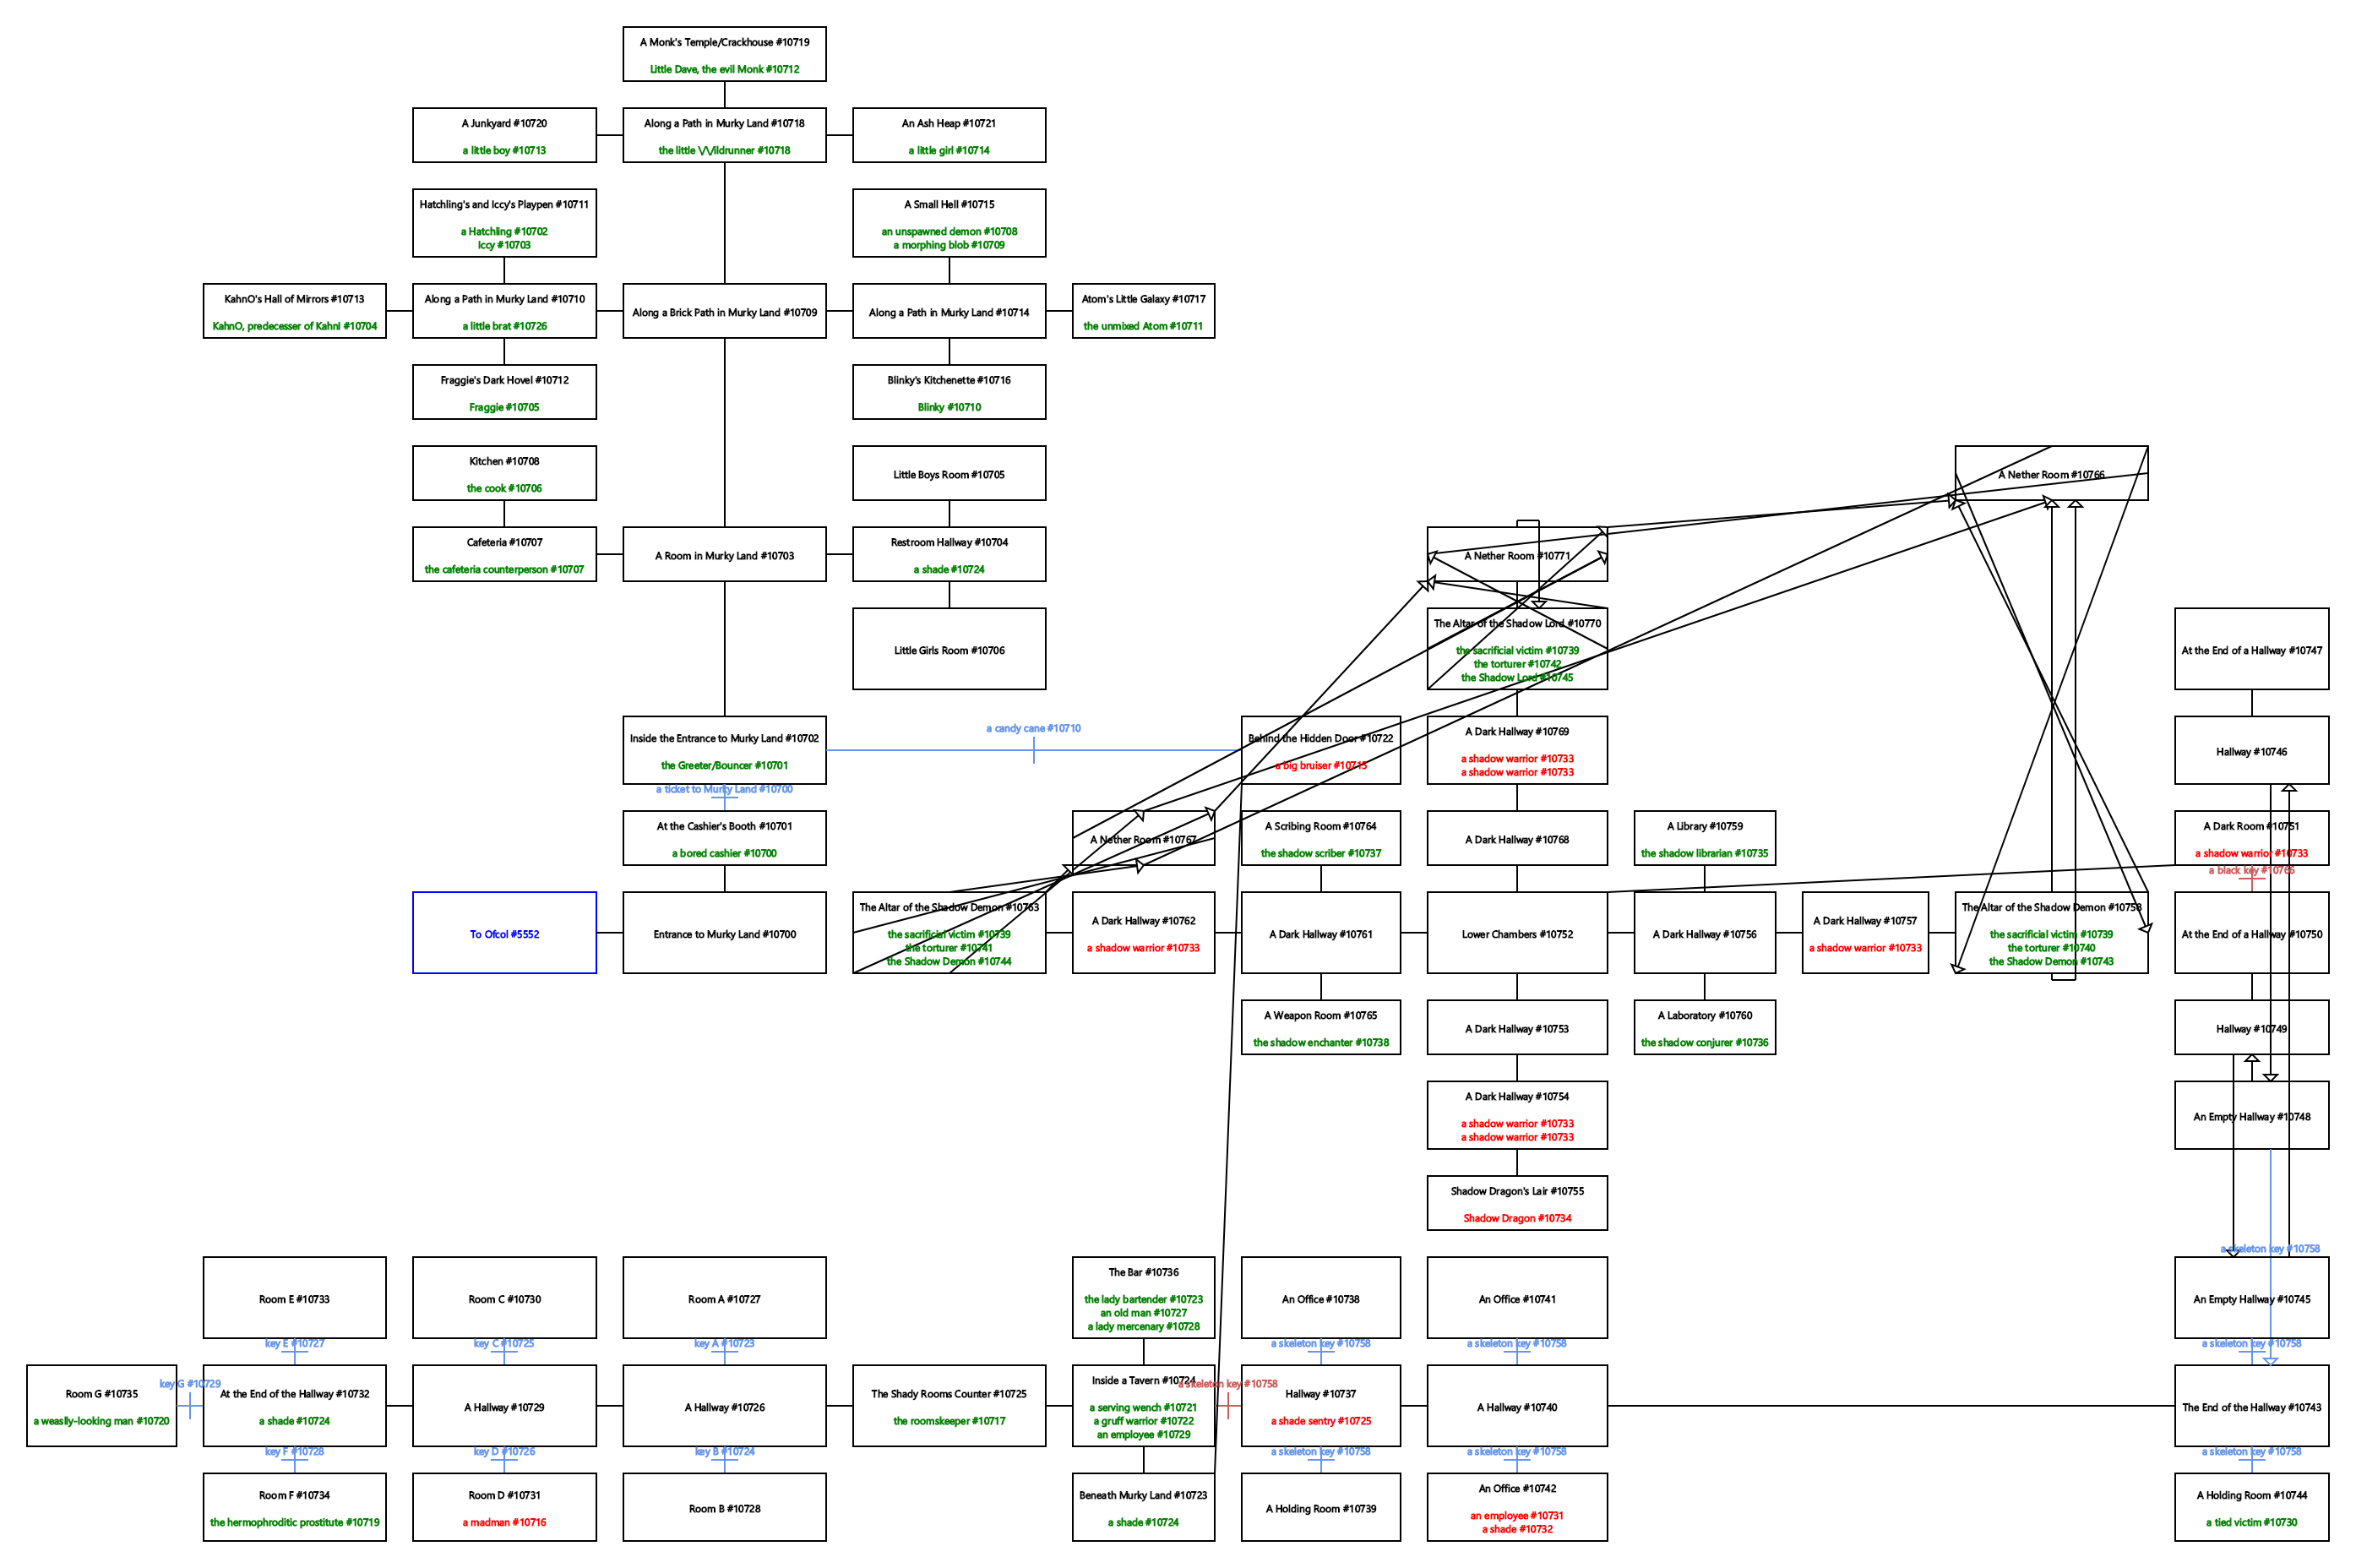 A Monk's Temple/Crackhouse #10719
Little Dave, the evil Monk #10712
A Junkyard #10720
a little boy #10713
Along a Path in Murky Land #10718
the little \/\/ildrunner #10718
An Ash Heap #10721
a little girl #10714
Hatchling's and Iccy's Playpen #10711
a Hatchling #10702
Iccy #10703
A Small Hell #10715
an unspawned demon #10708
a morphing blob #10709
KahnO's Hall of Mirrors #10713
KahnO, predecesser of KahnI #10704
Along a Path in Murky Land #10710
a little brat #10726
Along a Brick Path in Murky Land #10709
Along a Path in Murky Land #10714
Atom's Little Galaxy #10717
the unmixed Atom #10711
Fraggie's Dark Hovel #10712
Fraggie #10705
Blinky's Kitchenette #10716
Blinky #10710
Kitchen #10708
the cook #10706
Little Boys Room #10705
A Nether Room #10766
Cafeteria #10707
the cafeteria counterperson #10707
A Room in Murky Land #10703
Restroom Hallway #10704
a shade #10724
A Nether Room #10771
Little Girls Room #10706
The Altar of the Shadow Lord #10770
the sacrificial victim #10739
the torturer #10742
the Shadow Lord #10745
At the End of a Hallway #10747
Inside the Entrance to Murky Land #10702
the Greeter/Bouncer #10701
a candy cane #10710
Behind the Hidden Door #10722
a big bruiser #10715
A Dark Hallway #10769
a shadow warrior #10733
a shadow warrior #10733
Hallway #10746
a ticket to Murky Land #10700
At the Cashier's Booth #10701
a bored cashier #10700
A Nether Room #10767
A Scribing Room #10764
the shadow scriber #10737
A Dark Hallway #10768
A Library #10759
the shadow librarian #10735
A Dark Room #10751
a shadow warrior #10733
a black key #10766
To Ofcol #5552
Entrance to Murky Land #10700
The Altar of the Shadow Demon #10763
the sacrificial victim #10739
the torturer #10741
the Shadow Demon #10744
A Dark Hallway #10762
a shadow warrior #10733
A Dark Hallway #10761
Lower Chambers #10752
A Dark Hallway #10756
A Dark Hallway #10757
a shadow warrior #10733
The Altar of the Shadow Demon #10758
the sacrificial victim #10739
the torturer #10740
the Shadow Demon #10743
At the End of a Hallway #10750
A Weapon Room #10765
the shadow enchanter #10738
A Dark Hallway #10753
A Laboratory #10760
the shadow conjurer #10736
Hallway #10749
A Dark Hallway #10754
a shadow warrior #10733
a shadow warrior #10733
An Empty Hallway #10748
Shadow Dragon's Lair #10755
Shadow Dragon #10734
a skeleton key #10758
Room E #10733
Room C #10730
Room A #10727
The Bar #10736
the lady bartender #10723
an old man #10727
a lady mercenary #10728
An Office #10738
An Office #10741
An Empty Hallway #10745
key E #10727
key C #10725
key A #10723
a skeleton key #10758
a skeleton key #10758
a skeleton key #10758
Room G #10735
a weaslly-looking man #10720
key G #10729
At the End of the Hallway #10732
a shade #10724
A Hallway #10729
A Hallway #10726
The Shady Rooms Counter #10725
the roomskeeper #10717
Inside a Tavern #10724
a serving wench #10721
a gruff warrior #10722
an employee #10729
a skeleton key #10758
Hallway #10737
a shade sentry #10725
A Hallway #10740
The End of the Hallway #10743
key F #10728
key D #10726
key B #10724
a skeleton key #10758
a skeleton key #10758
a skeleton key #10758
Room F #10734
the hermophroditic prostitute #10719
Room D #10731
a madman #10716
Room B #10728
Beneath Murky Land #10723
a shade #10724
A Holding Room #10739
An Office #10742
an employee #10731
a shade #10732
A Holding Room #10744
a tied victim #10730